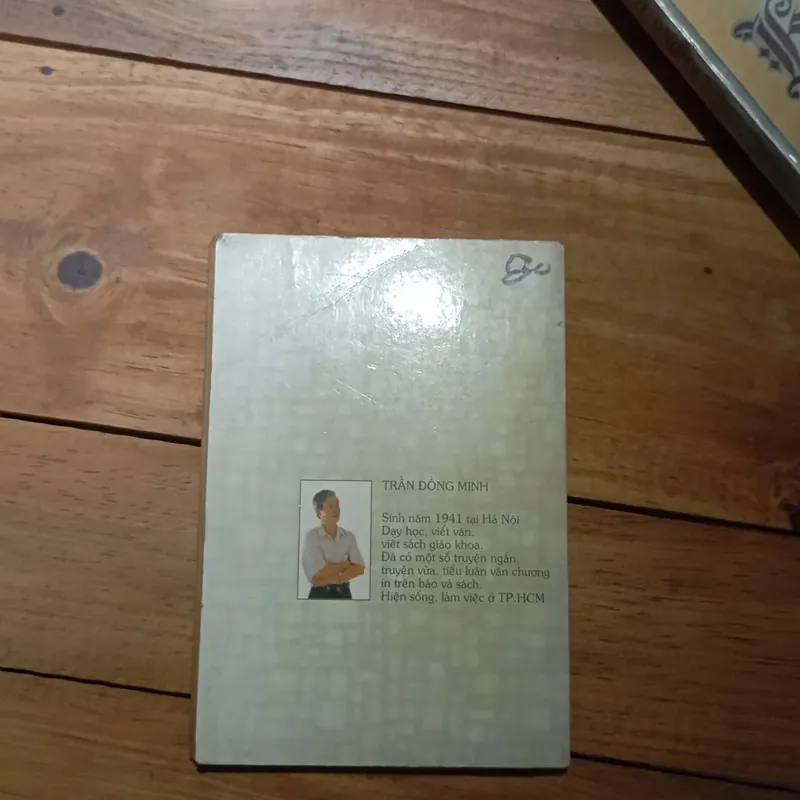 TRẦN ĐỒNG MINH
Sinh năm 1941 tại Hà Nội
Dạy học, viết văn,
viết sách giáo khoa.
Đã có một số truyện ngắn,
truyện vừa, tiểu luận văn chương
in trên báo và sách.
Hiện sống, làm việc ở TP.HCM